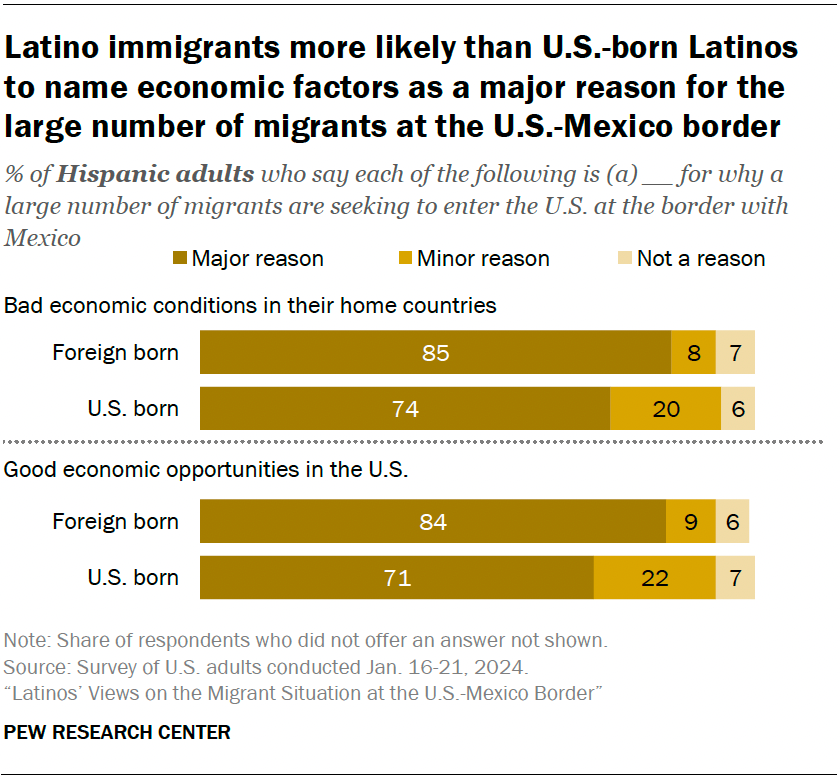 Latino immigrants more likely than U.S.-born Latinos
to name economic factors as a major reason for the
large number of migrants at the U.S.-Mexico border
% of Hispanic adults who say each of the following is (a) __ for why a
large number of migrants are seeking to enter the U.S. at the border with
Mexico
Major reason Minor reason Not a reason
Bad economic conditions in their home countries
Foreign born 85 8 7
U.S. born 74 20 6
Good economic opportunities in the U.S.
Foreign born 84 9 6
U.S. born 71 22 7
Note: Share of respondents who did not offer an answer not shown.
Source: Survey of U.S. adults conducted Jan. 16-21, 2024.
“Latinos’ Views on the Migrant Situation at the U.S.-Mexico Border”
PEW RESEARCH CENTER